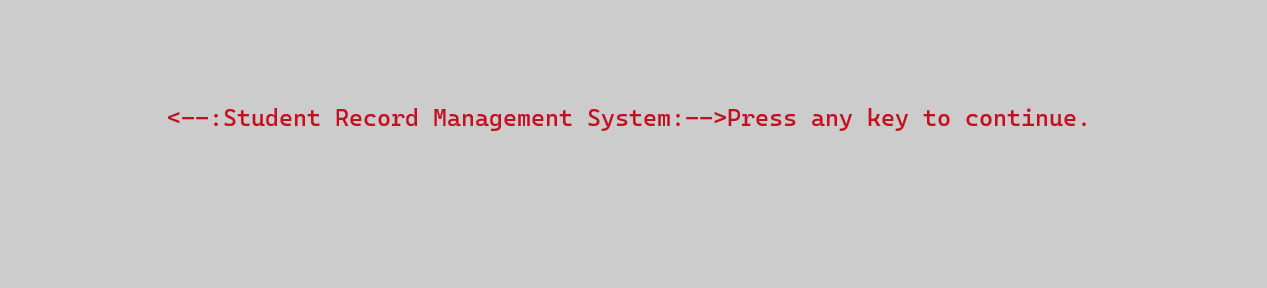 <--:Student Record Management System:-->Press any key to continue.